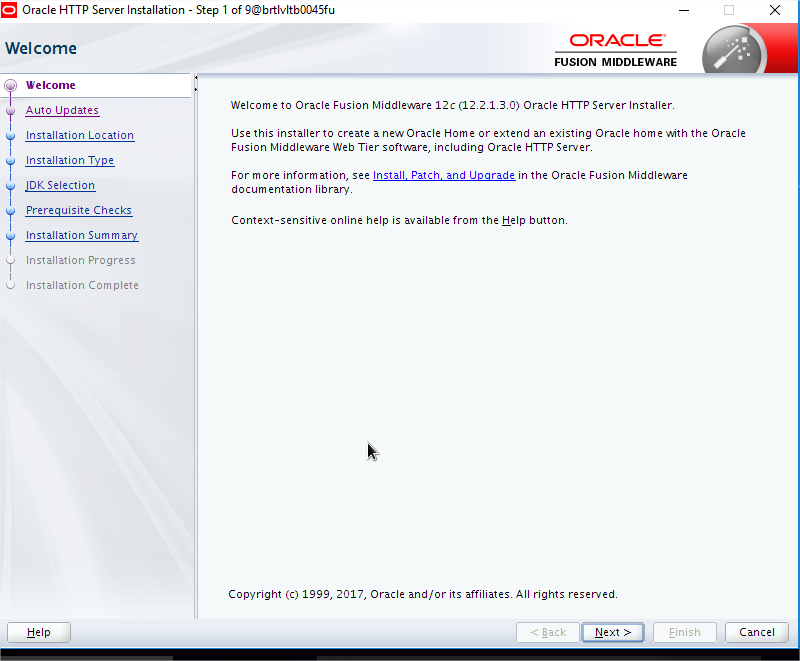 Oracle HTTP Server Installation - Step 1 of 9@brtlvltb0045fu
Welcome
ORACLE®
FUSION MIDDLEWARE
Welcome
Auto Updates
Installation Location
Installation Type
JDK Selection
Prerequisite Checks
Installation Summary
Installation Progress
Installation Complete
Welcome to Oracle Fusion Middleware 12c (12.2.1.3.0) Oracle HTTP Server Installer.
Use this installer to create a new Oracle Home or extend an existing Oracle home with the Oracle
Fusion Middleware Web Tier software, including Oracle HTTP Server.
For more information, see Install, Patch, and Upgrade in the Oracle Fusion Middleware
documentation library.
Context-sensitive online help is available from the Help button.
Copyright (c) 1999, 2017, Oracle and/or its affiliates. All rights reserved.
Help
< Back
Next >
Finish
Cancel